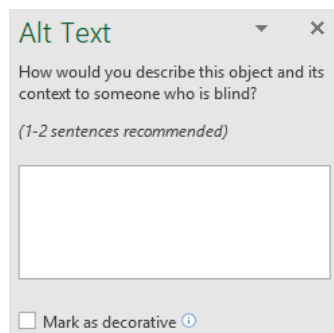 Alt Text
How would you describe this object and its
context to someone who is blind?
(1-2 sentences recommended)
Mark as decorative